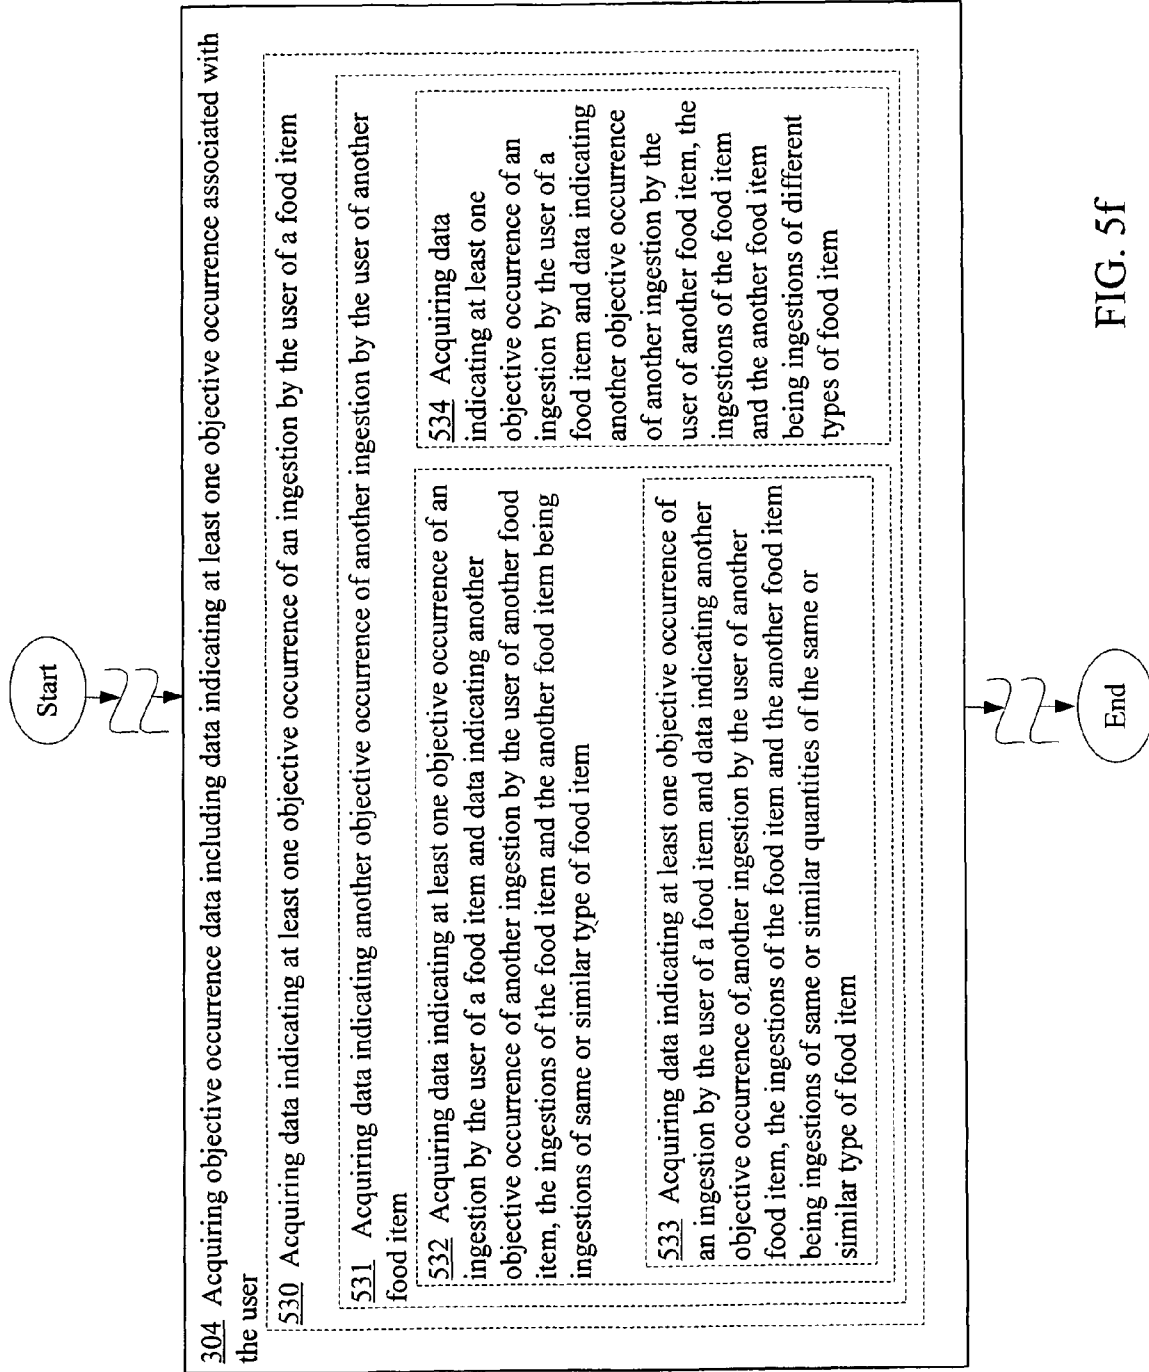 Start
304 Acquiring objective occurrence data including data indicating at least one objective occurrence associated with
the user
530 Acquiring data indicating at least one objective occurrence of an ingestion by the user of a food item
531 Acquiring data indicating another objective occurrence of another ingestion by the user of another
food item
532 Acquiring data indicating at least one objective occurrence of an
ingestion by the user of a food item and data indicating another
objective occurrence of another ingestion by the user of another food
item, the ingestions of the food item and the another food item being
ingestions of same or similar type of food item
533 Acquiring data indicating at least one objective occurrence of
an ingestion by the user of a food item and data indicating another
objective occurrence of another ingestion by the user of another
food item, the ingestions of the food item and the another food item
being ingestions of same or similar quantities of the same or
similar type of food item
534 Acquiring data
indicating at least one
objective occurrence of an
ingestion by the user of a
food item and data indicating
another objective occurrence
of another ingestion by the
user of another food item, the
ingestions of the food item
and the another food item
being ingestions of different
types of food item
End
FIG. 5f